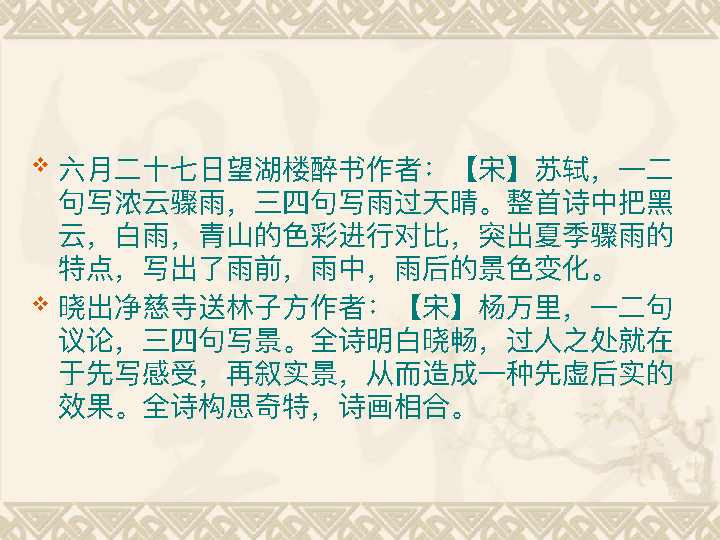 六月二十七日望湖楼醉书作者：【宋】苏轼，一二
句写浓云骤雨，三四句写雨过天晴。整首诗中把黑
云，白雨，青山的色彩进行对比，突出夏季骤雨的
特点，写出了雨前，雨中，雨后的景色变化。
晓出净慈寺送林子方作者：【宋】杨万里，一二句
议论，三四句写景。全诗明白晓畅，过人之处就在
于先写感受，再叙实景，从而造成一种先虚后实的
效果。全诗构思奇特，诗画相合。